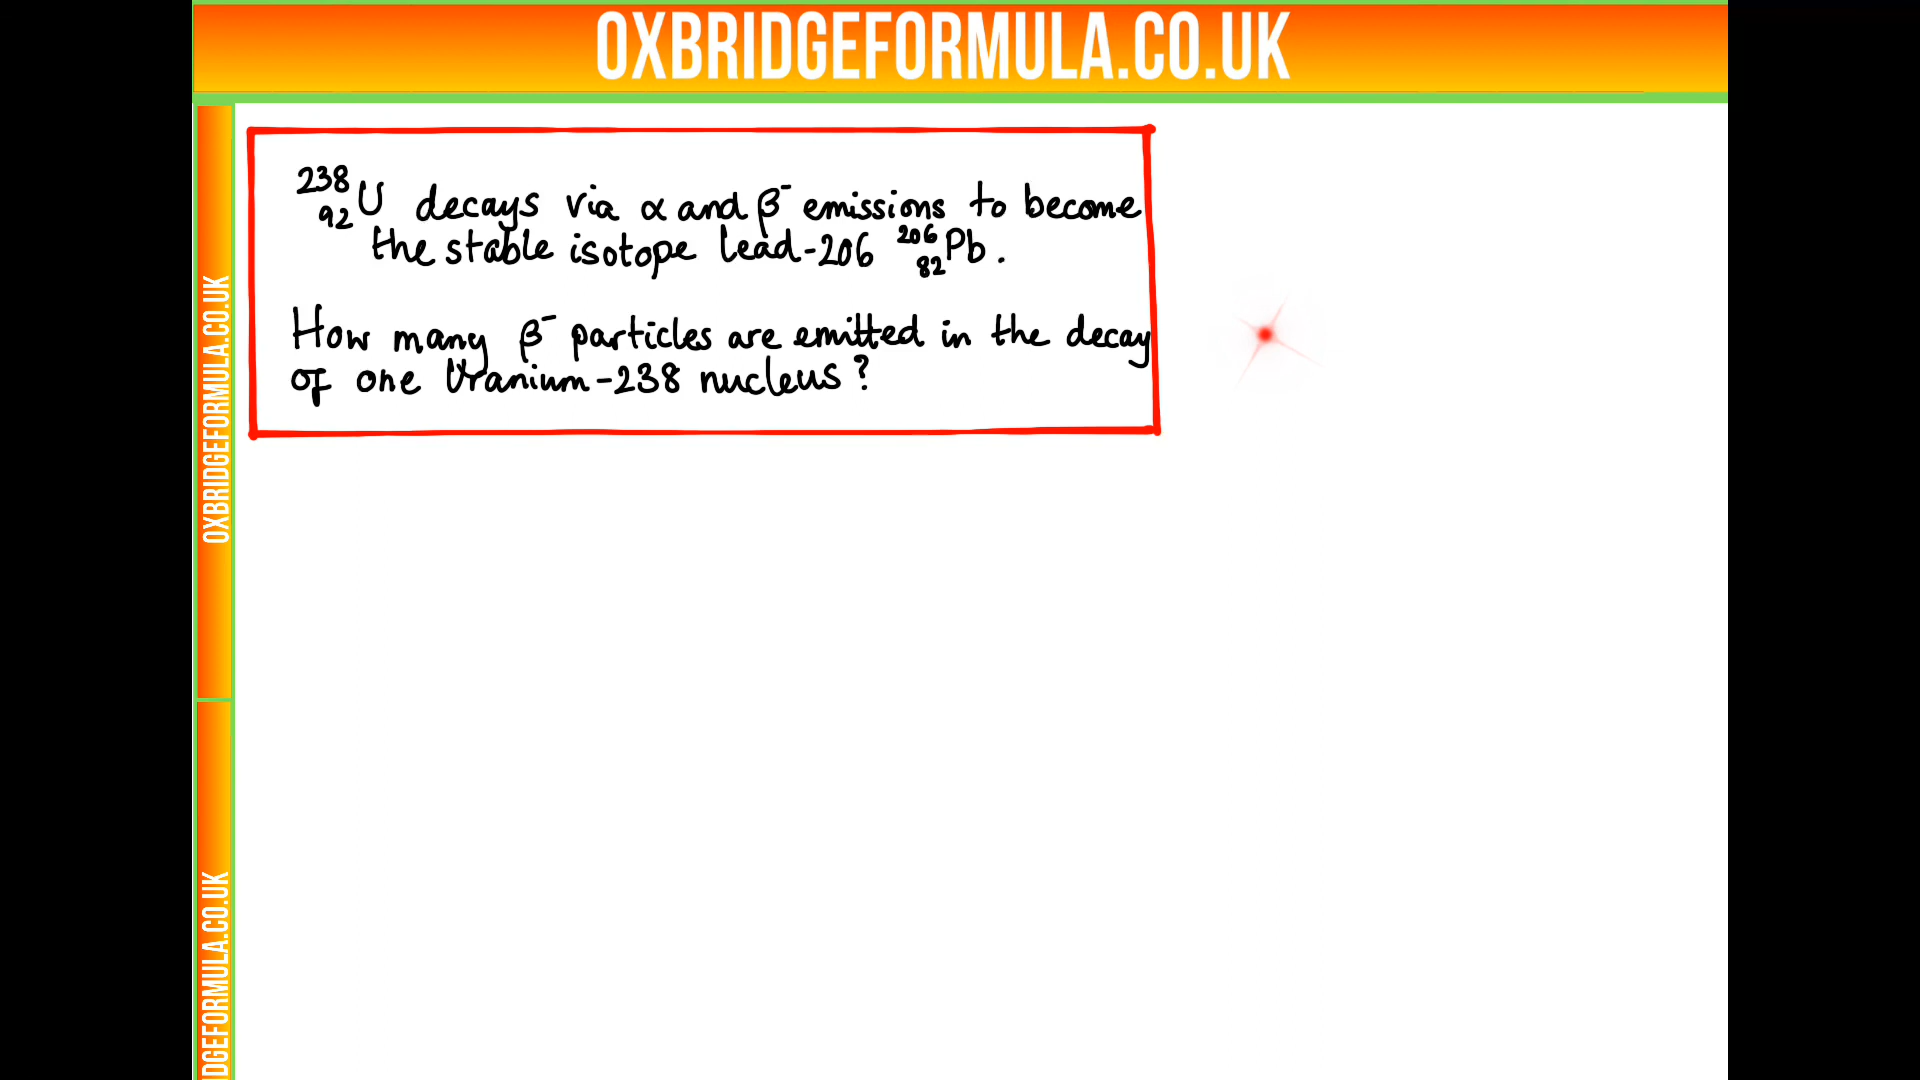 OXBRIDGEFORMULA.CO.UK
OXBRIDGEFORMULA.CO.UK
DGEFORMULA.CO.UK
²³⁸₉₂U decays via α and β⁻ emissions to become
the stable isotope lead-206 ²⁰⁶₈₂Pb.
How many β⁻ particles are emitted in the decay
of one Uranium-238 nucleus?